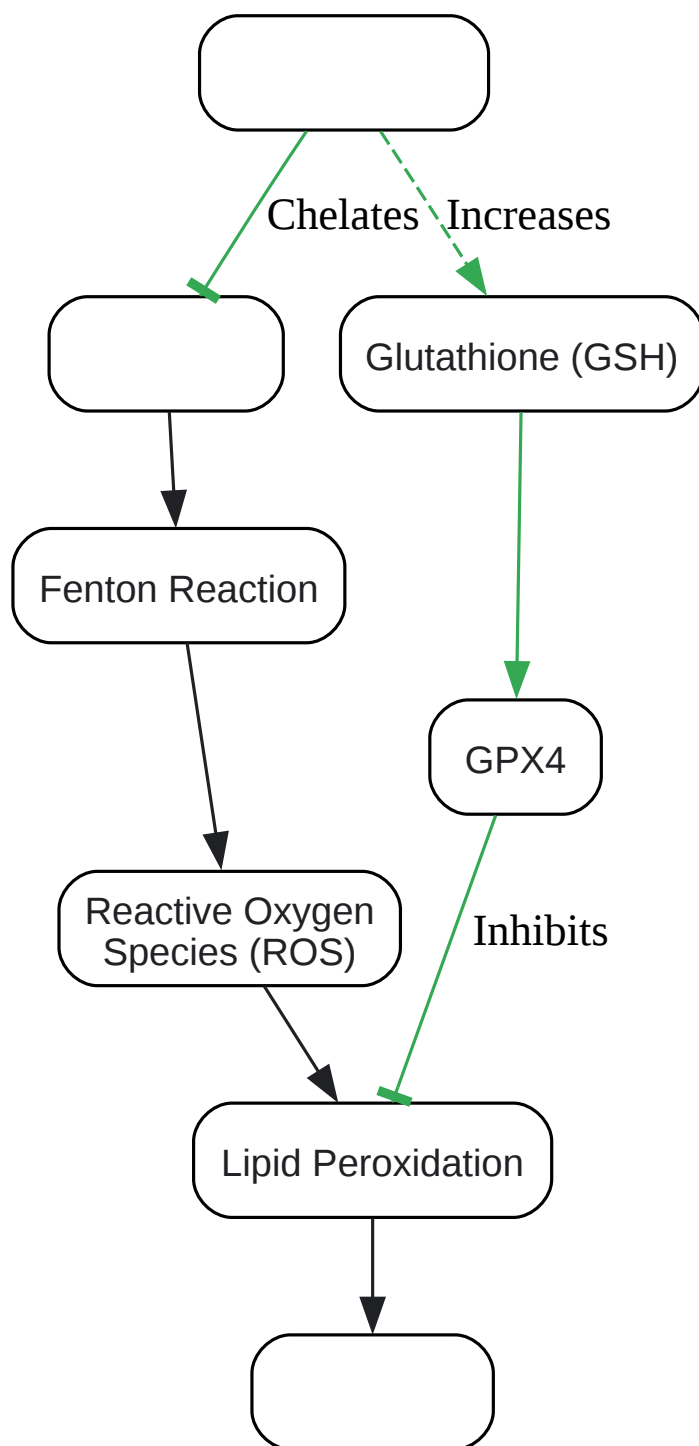 Chelates
Increases
Glutathione (GSH)
Fenton Reaction
GPX4
Reactive Oxygen
Species (ROS)
Inhibits
Lipid Peroxidation